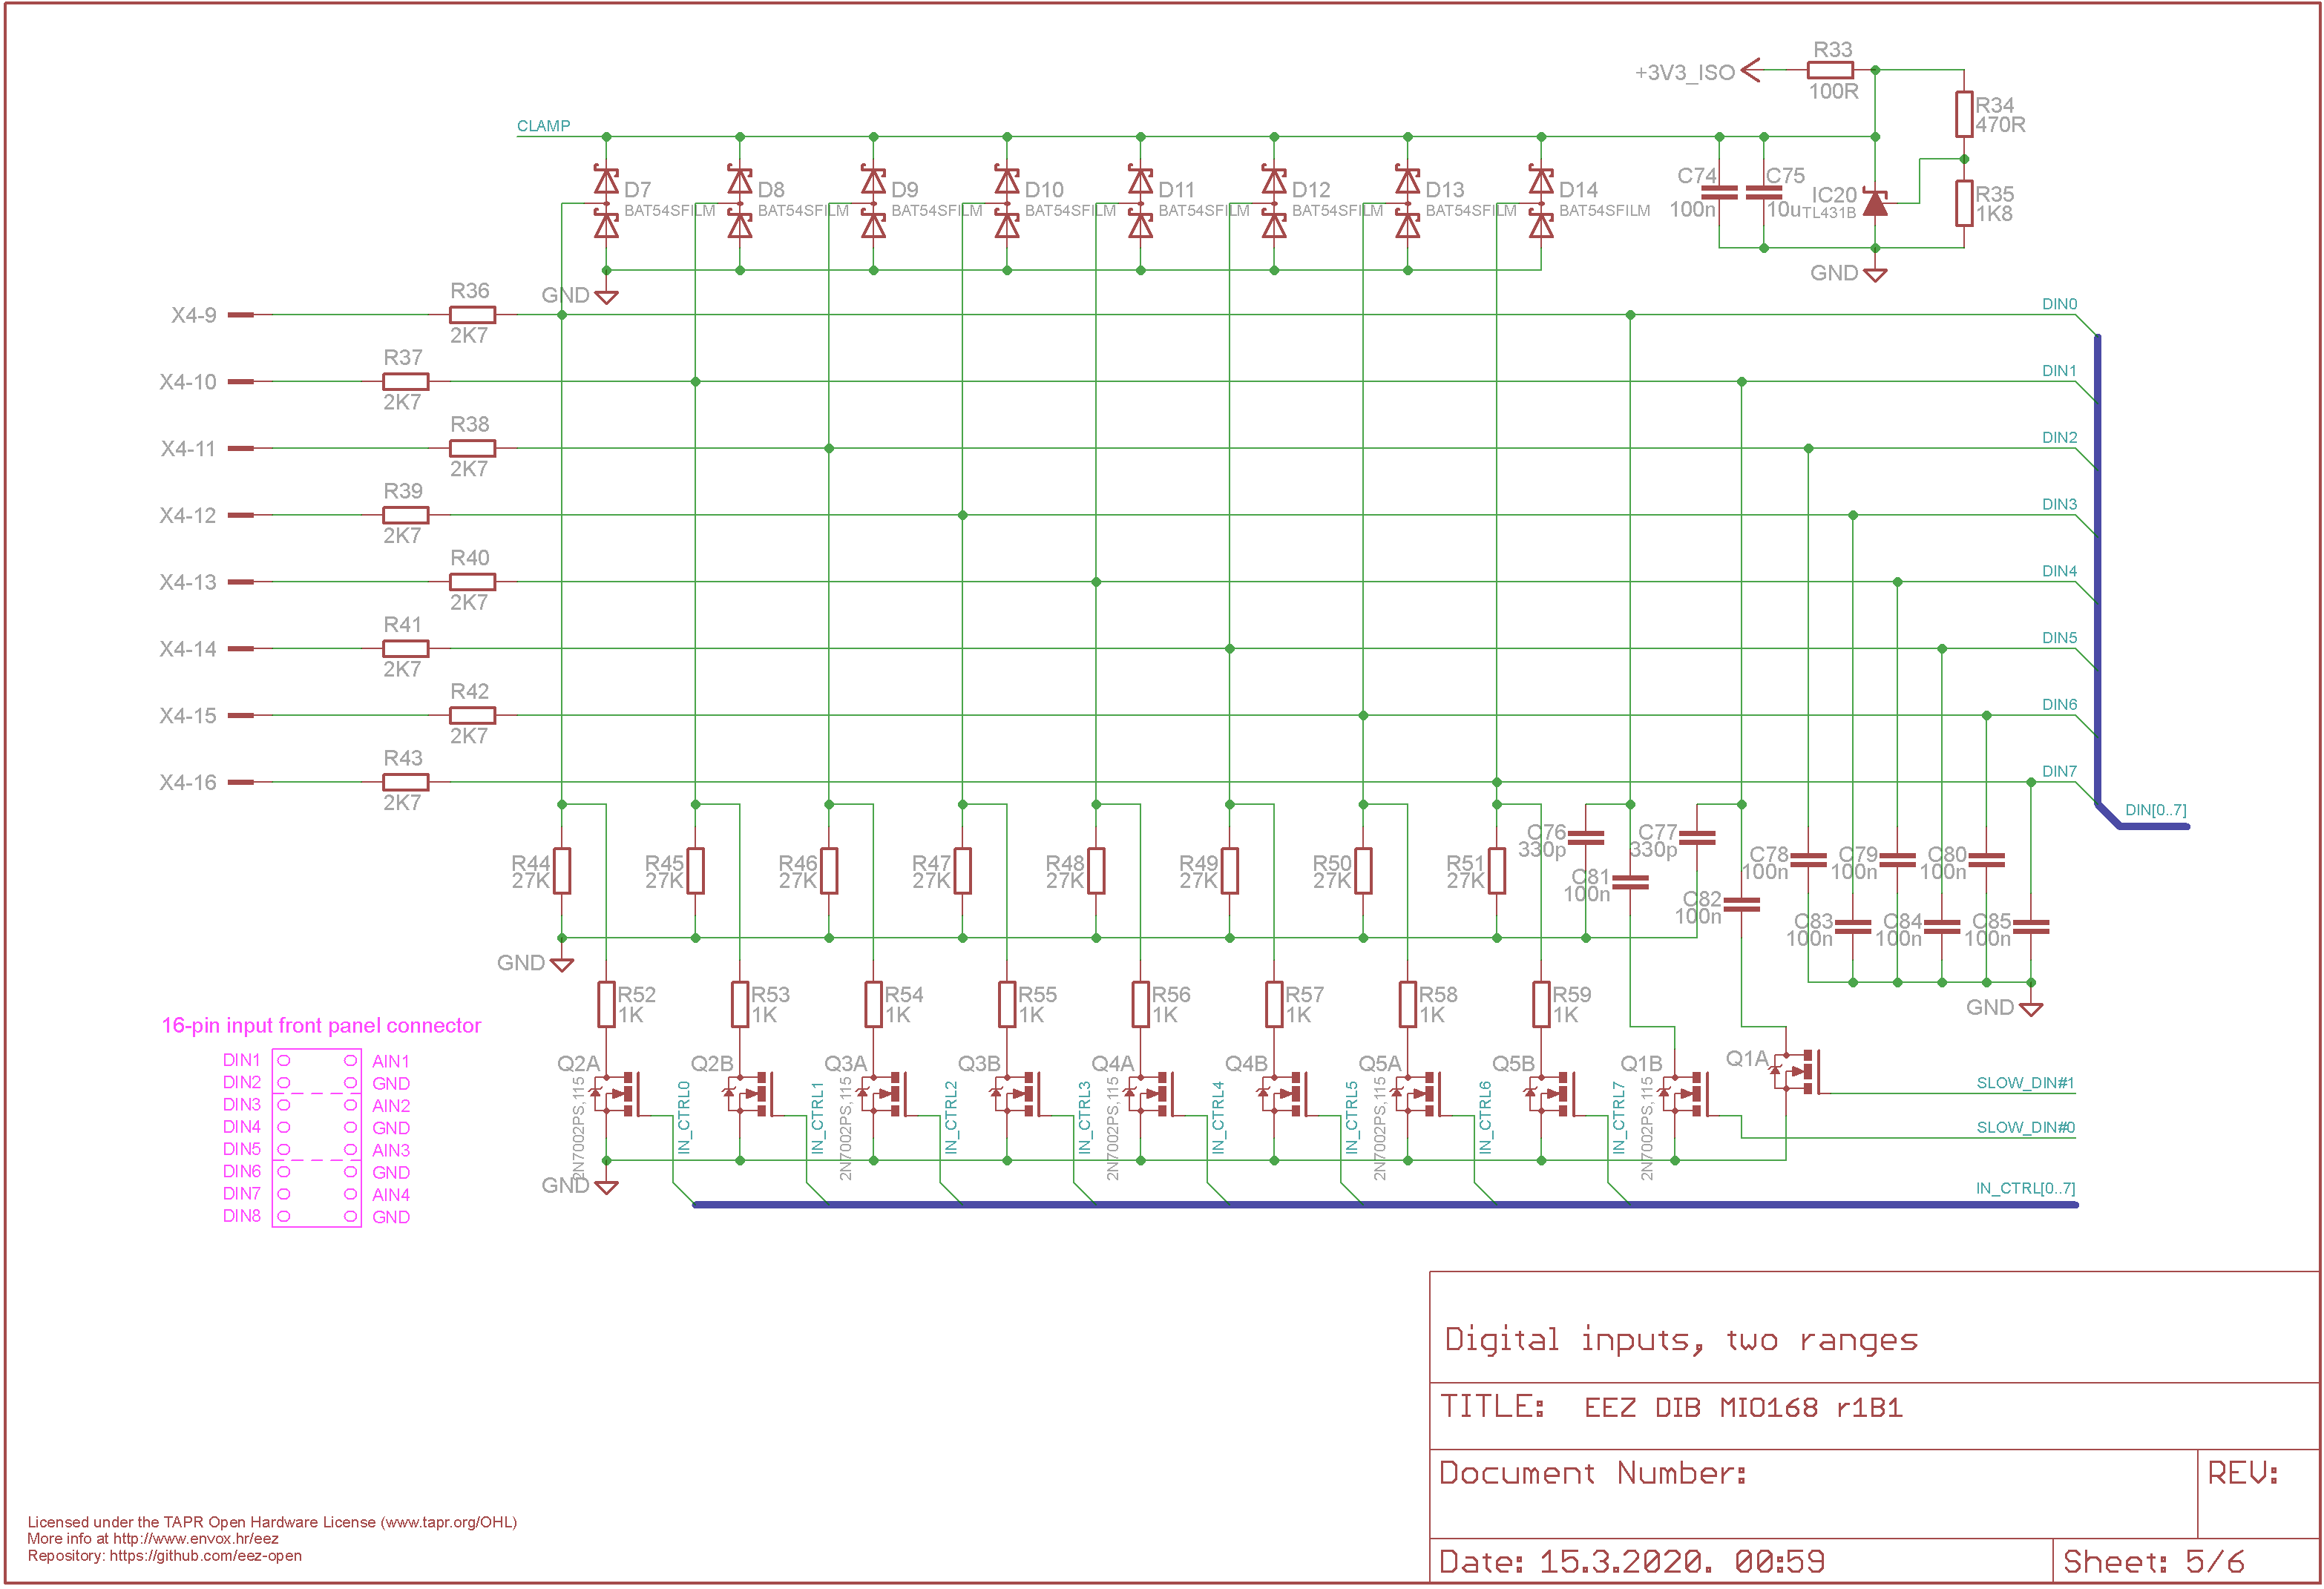 R33
+3V3_ISO
100R
R34
470R
CLAMP
D7
BAT54SFILM
D8
BAT54SFILM
D9
BAT54SFILM
D10
BAT54SFILM
D11
BAT54SFILM
D12
BAT54SFILM
D13
BAT54SFILM
D14
BAT54SFILM
C74
100n
C75
10u
IC20
TL431B
R35
1K8
GND
GND
X4-9
R36
2K7
DIN0
X4-10
R37
2K7
DIN1
X4-11
R38
2K7
DIN2
X4-12
R39
2K7
DIN3
X4-13
R40
2K7
DIN4
X4-14
R41
2K7
DIN5
X4-15
R42
2K7
DIN6
X4-16
R43
2K7
DIN7
DIN[0..7]
R44
27K
R45
27K
R46
27K
R47
27K
R48
27K
R49
27K
R50
27K
R51
27K
C76
330p
C77
330p
C81
100n
C82
100n
C78
100n
C79
100n
C80
100n
C83
100n
C84
100n
C85
100n
GND
GND
R52
1K
R53
1K
R54
1K
R55
1K
R56
1K
R57
1K
R58
1K
R59
1K
Q2A
2N7002PS,115
IN_CTRL0
Q2B
IN_CTRL1
Q3A
2N7002PS,115
IN_CTRL2
Q3B
IN_CTRL3
Q4A
2N7002PS,115
IN_CTRL4
Q4B
IN_CTRL5
Q5A
2N7002PS,115
IN_CTRL6
Q5B
IN_CTRL7
Q1B
2N7002PS,115
Q1A
SLOW_DIN#1
SLOW_DIN#0
GND
IN_CTRL[0..7]
16-pin input front panel connector
DIN1 AIN1
DIN2 GND
DIN3 AIN2
DIN4 GND
DIN5 AIN3
DIN6 GND
DIN7 AIN4
DIN8 GND
Digital inputs, two ranges
TITLE: EEZ DIB MIO168 r1B1
Document Number:
REV:
Date: 15.3.2020. 00:59
Sheet: 5/6
Licensed under the TAPR Open Hardware License (www.tapr.org/OHL)
More info at http://www.envox.hr/eez
Repository: https://github.com/eez-open